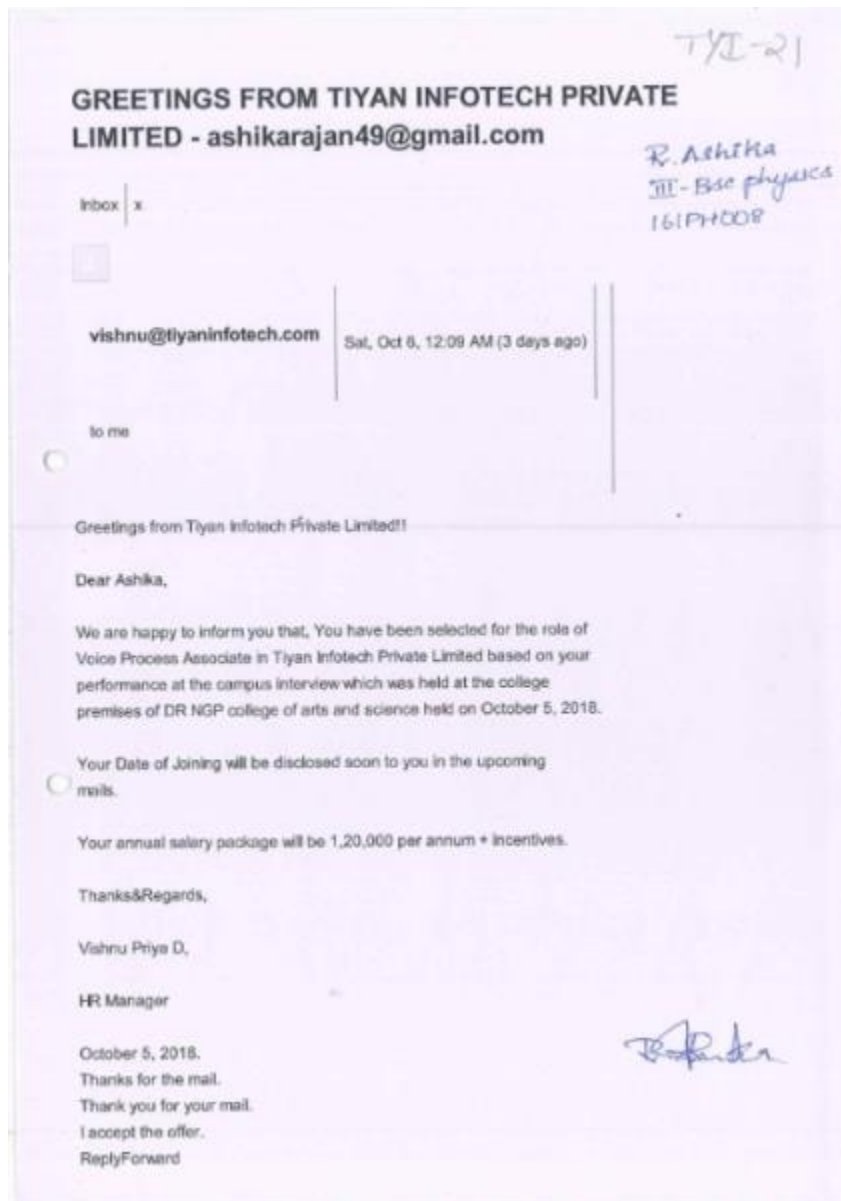 TYI-21
GREETINGS FROM TIYAN INFOTECH PRIVATE
LIMITED - ashikarajan49@gmail.com
R. Ashika
III - Bsc physics
161PH008
Inbox x
vishnu@tiyaninfotech.com
Sat, Oct 6, 12:09 AM (3 days ago)
to me
Greetings from Tiyan Infotech Private Limited!!
Dear Ashika,
We are happy to inform you that, You have been selected for the role of
Voice Process Associate in Tiyan Infotech Private Limited based on your
performance at the campus interview which was held at the college
premises of DR NGP college of arts and science held on October 5, 2018.
Your Date of Joining will be disclosed soon to you in the upcoming
mails.
Your annual salary package will be 1,20,000 per annum + incentives.
Thanks&Regards,
Vishnu Priya D,
HR Manager
October 5, 2018.
Thanks for the mail.
Thank you for your mail.
I accept the offer.
ReplyForward